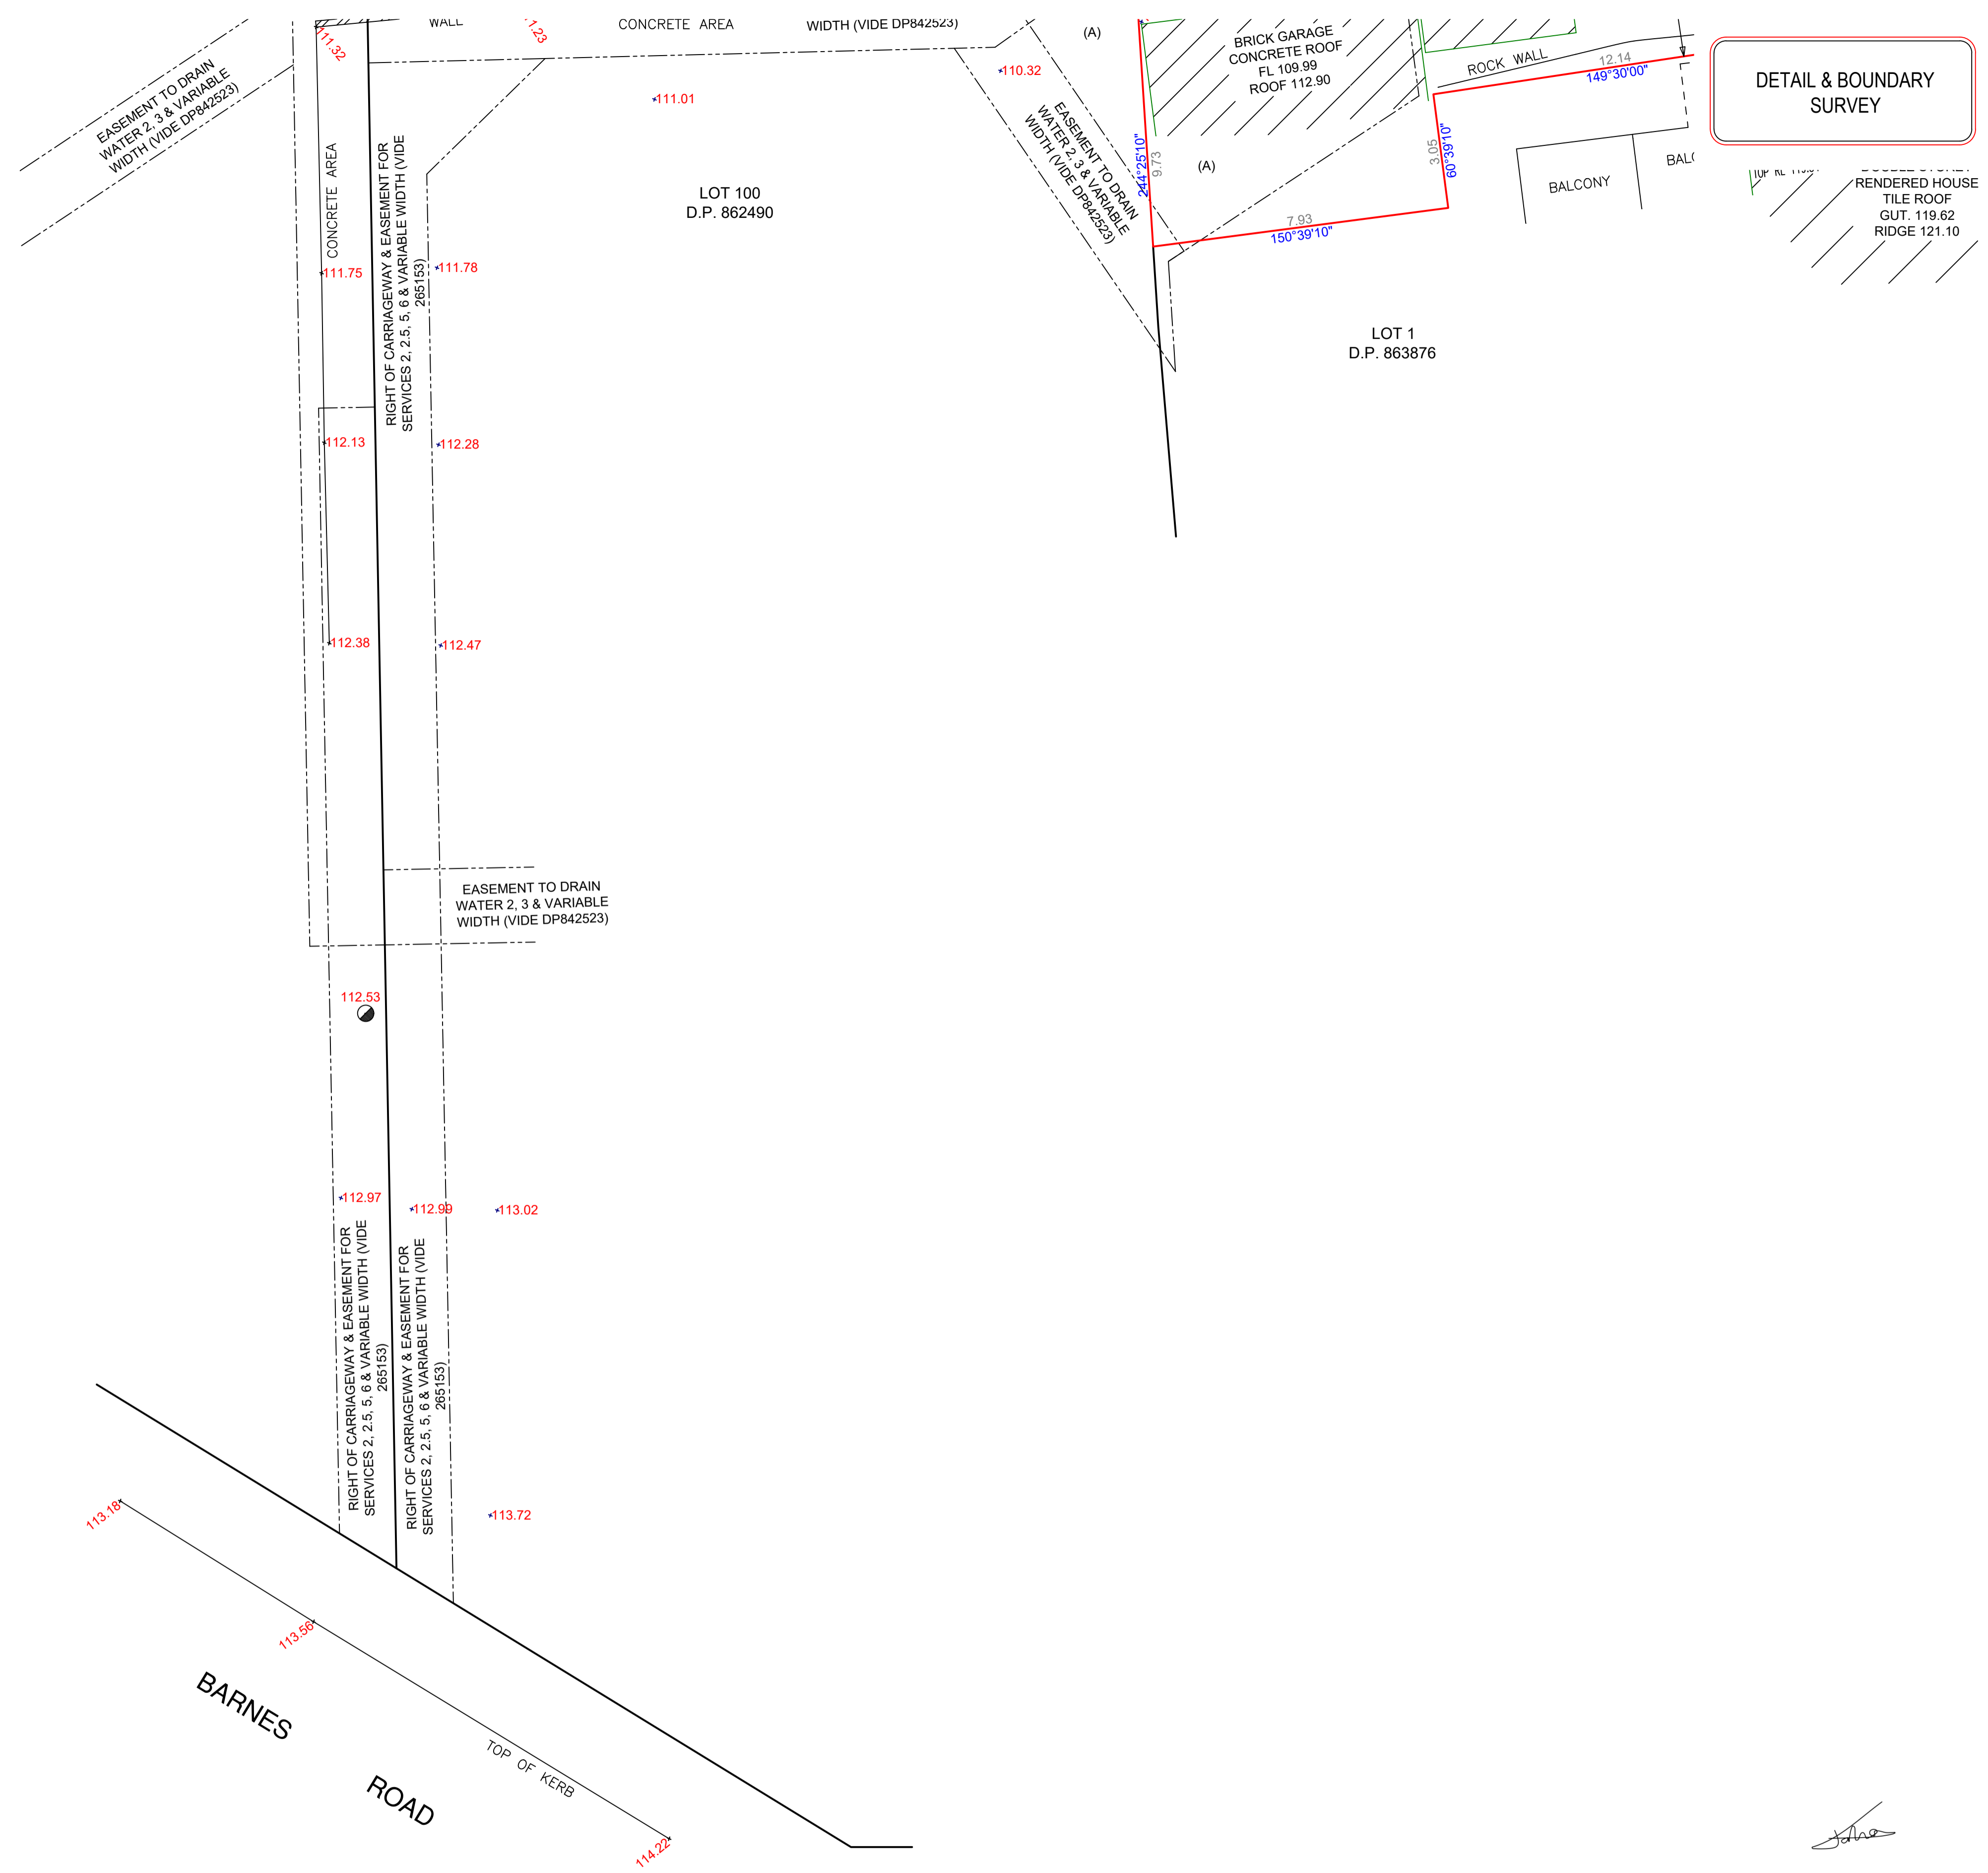 WALL
CONCRETE AREA
WIDTH (VIDE DP842523)
(A)
BRICK GARAGE
CONCRETE ROOF
FL 109.99
ROOF 112.90
ROCK WALL
12.14
149°30'00"
DETAIL & BOUNDARY
SURVEY
111.32
EASEMENT TO DRAIN
WATER 2, 3 & VARIABLE
WIDTH (VIDE DP842523)
111.01
110.32
EASEMENT TO DRAIN
WATER 2, 3 & VARIABLE
WIDTH (VIDE DP842523)
244°25'10"
9.73
(A)
3.05
60°39'10"
BALCONY
RENDERED HOUSE
TILE ROOF
GUT. 119.62
RIDGE 121.10
CONCRETE AREA
RIGHT OF CARRIAGEWAY & EASEMENT FOR
SERVICES 2, 2.5, 5, 6 & VARIABLE WIDTH (VIDE
265153)
LOT 100
D.P. 862490
7.93
150°39'10"
111.75
111.78
LOT 1
D.P. 863876
112.13
112.28
112.38
112.47
EASEMENT TO DRAIN
WATER 2, 3 & VARIABLE
WIDTH (VIDE DP842523)
112.53
112.97
112.99
113.02
RIGHT OF CARRIAGEWAY & EASEMENT FOR
SERVICES 2, 2.5, 5, 6 & VARIABLE WIDTH (VIDE
265153)
RIGHT OF CARRIAGEWAY & EASEMENT FOR
SERVICES 2, 2.5, 5, 6 & VARIABLE WIDTH (VIDE
265153)
113.72
113.18
113.56
BARNES
ROAD
TOP OF KERB
114.22